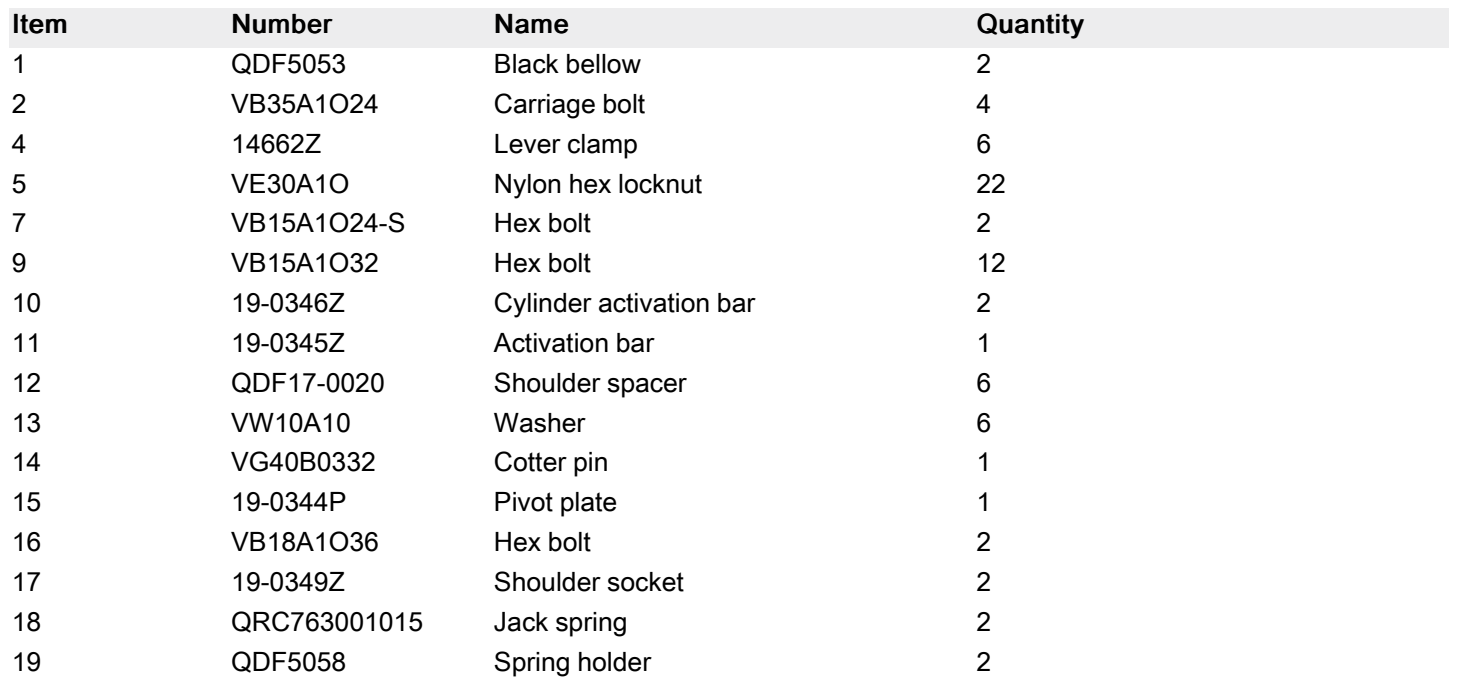 Item Number Name Quantity
1 QDF5053 Black bellow 2
2 VB35A1O24 Carriage bolt 4
4 14662Z Lever clamp 6
5 VE30A1O Nylon hex locknut 22
7 VB15A1O24-S Hex bolt 2
9 VB15A1O32 Hex bolt 12
10 19-0346Z Cylinder activation bar 2
11 19-0345Z Activation bar 1
12 QDF17-0020 Shoulder spacer 6
13 VW10A10 Washer 6
14 VG40B0332 Cotter pin 1
15 19-0344P Pivot plate 1
16 VB18A1O36 Hex bolt 2
17 19-0349Z Shoulder socket 2
18 QRC763001015 Jack spring 2
19 QDF5058 Spring holder 2